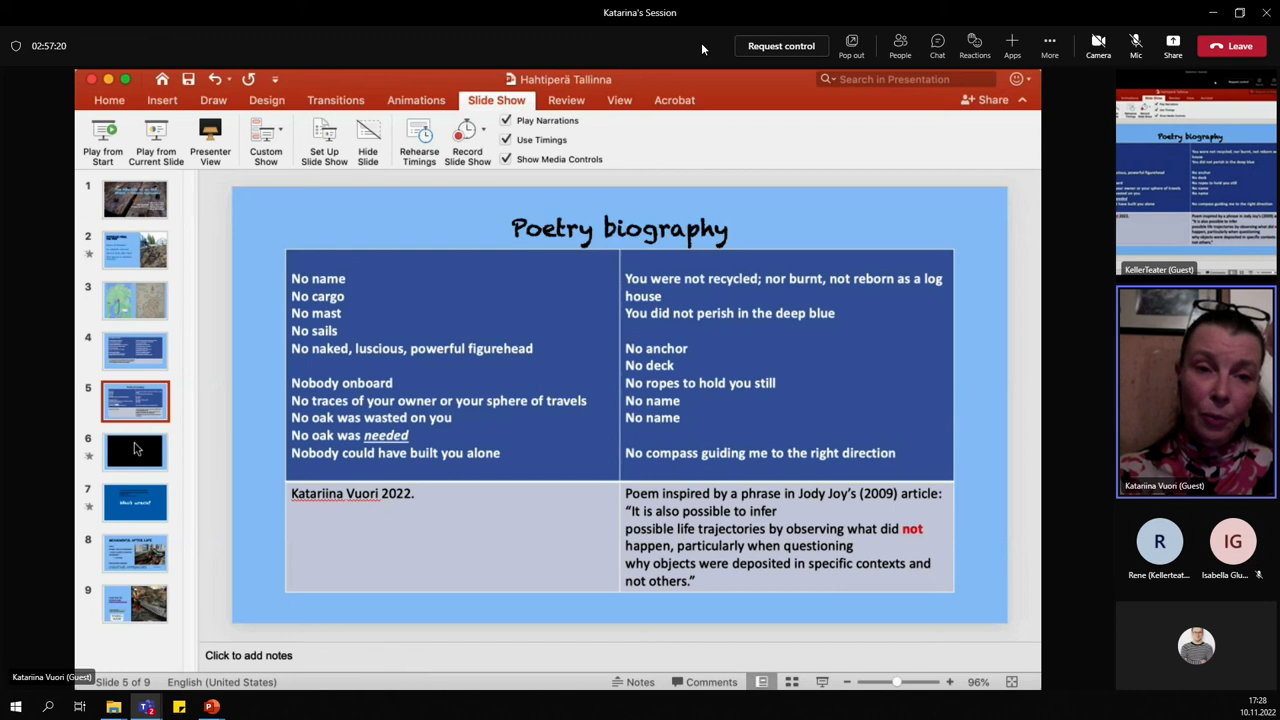 Katarina's Session
02:57:20
Request control
Pop out
People
Chat
Reactions
Apps
More
Camera
Mic
Share
Leave
Hahtiperä Tallinna
Search in Presentation
Home
Insert
Draw
Design
Transitions
Animations
Slide Show
Review
View
Acrobat
Share
Play from
Start
Play from
Current Slide
Presenter
View
Custom
Show
Set Up
Slide Show
Hide
Slide
Rehearse
Timings
Record
Slide Show
Play Narrations
Use Timings
Show Media Controls
1
2
3
4
5
6
7
8
9
Poetry biography
No name
No cargo
No mast
No sails
No naked, luscious, powerful figurehead
Nobody onboard
No traces of your owner or your sphere of travels
No oak was wasted on you
No oak was needed
Nobody could have built you alone
You were not recycled; nor burnt, not reborn as a log
house
You did not perish in the deep blue
No anchor
No deck
No ropes to hold you still
No name
No name
No compass guiding me to the right direction
Katariina Vuori 2022.
Poem inspired by a phrase in Jody Joy's (2009) article:
"It is also possible to infer
possible life trajectories by observing what did not
happen, particularly when questioning
why objects were deposited in specific contexts and
not others."
Click to add notes
Katariina Vuori (Guest)
Slide 5 of 9
English (United States)
Notes
Comments
96%
Poetry biography
KellerTeater (Guest)
Katariina Vuori (Guest)
R
IG
Rene (Kellerteat...
Isabella Glu...
17:28
10.11.2022